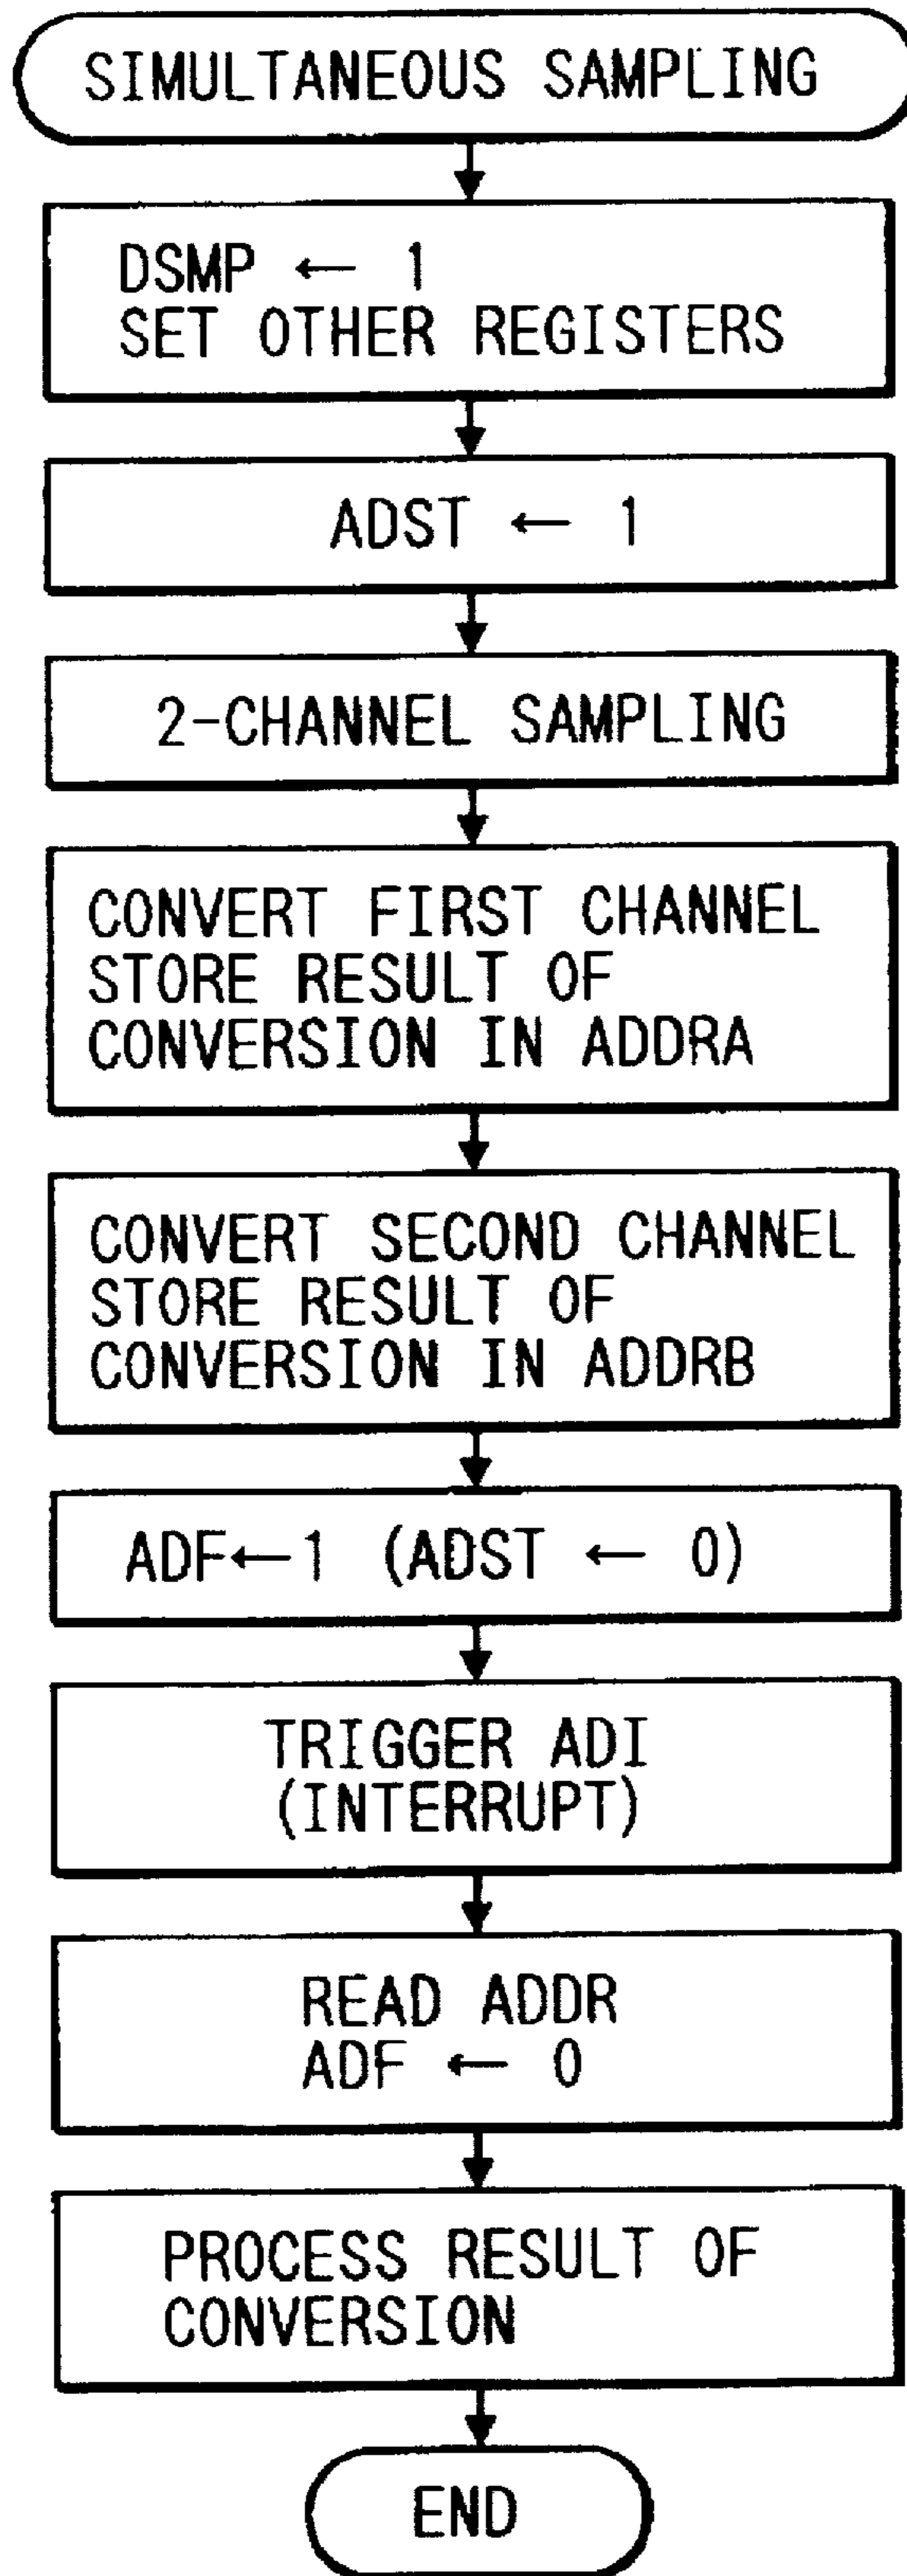 SIMULTANEOUS SAMPLING
DSMP ← 1
SET OTHER REGISTERS
ADST ← 1
2-CHANNEL SAMPLING
CONVERT FIRST CHANNEL
STORE RESULT OF
CONVERSION IN ADDRA
CONVERT SECOND CHANNEL
STORE RESULT OF
CONVERSION IN ADDRB
ADF←1 (ADST ← 0)
TRIGGER ADI
(INTERRUPT)
READ ADDR
ADF ← 0
PROCESS RESULT OF
CONVERSION
END